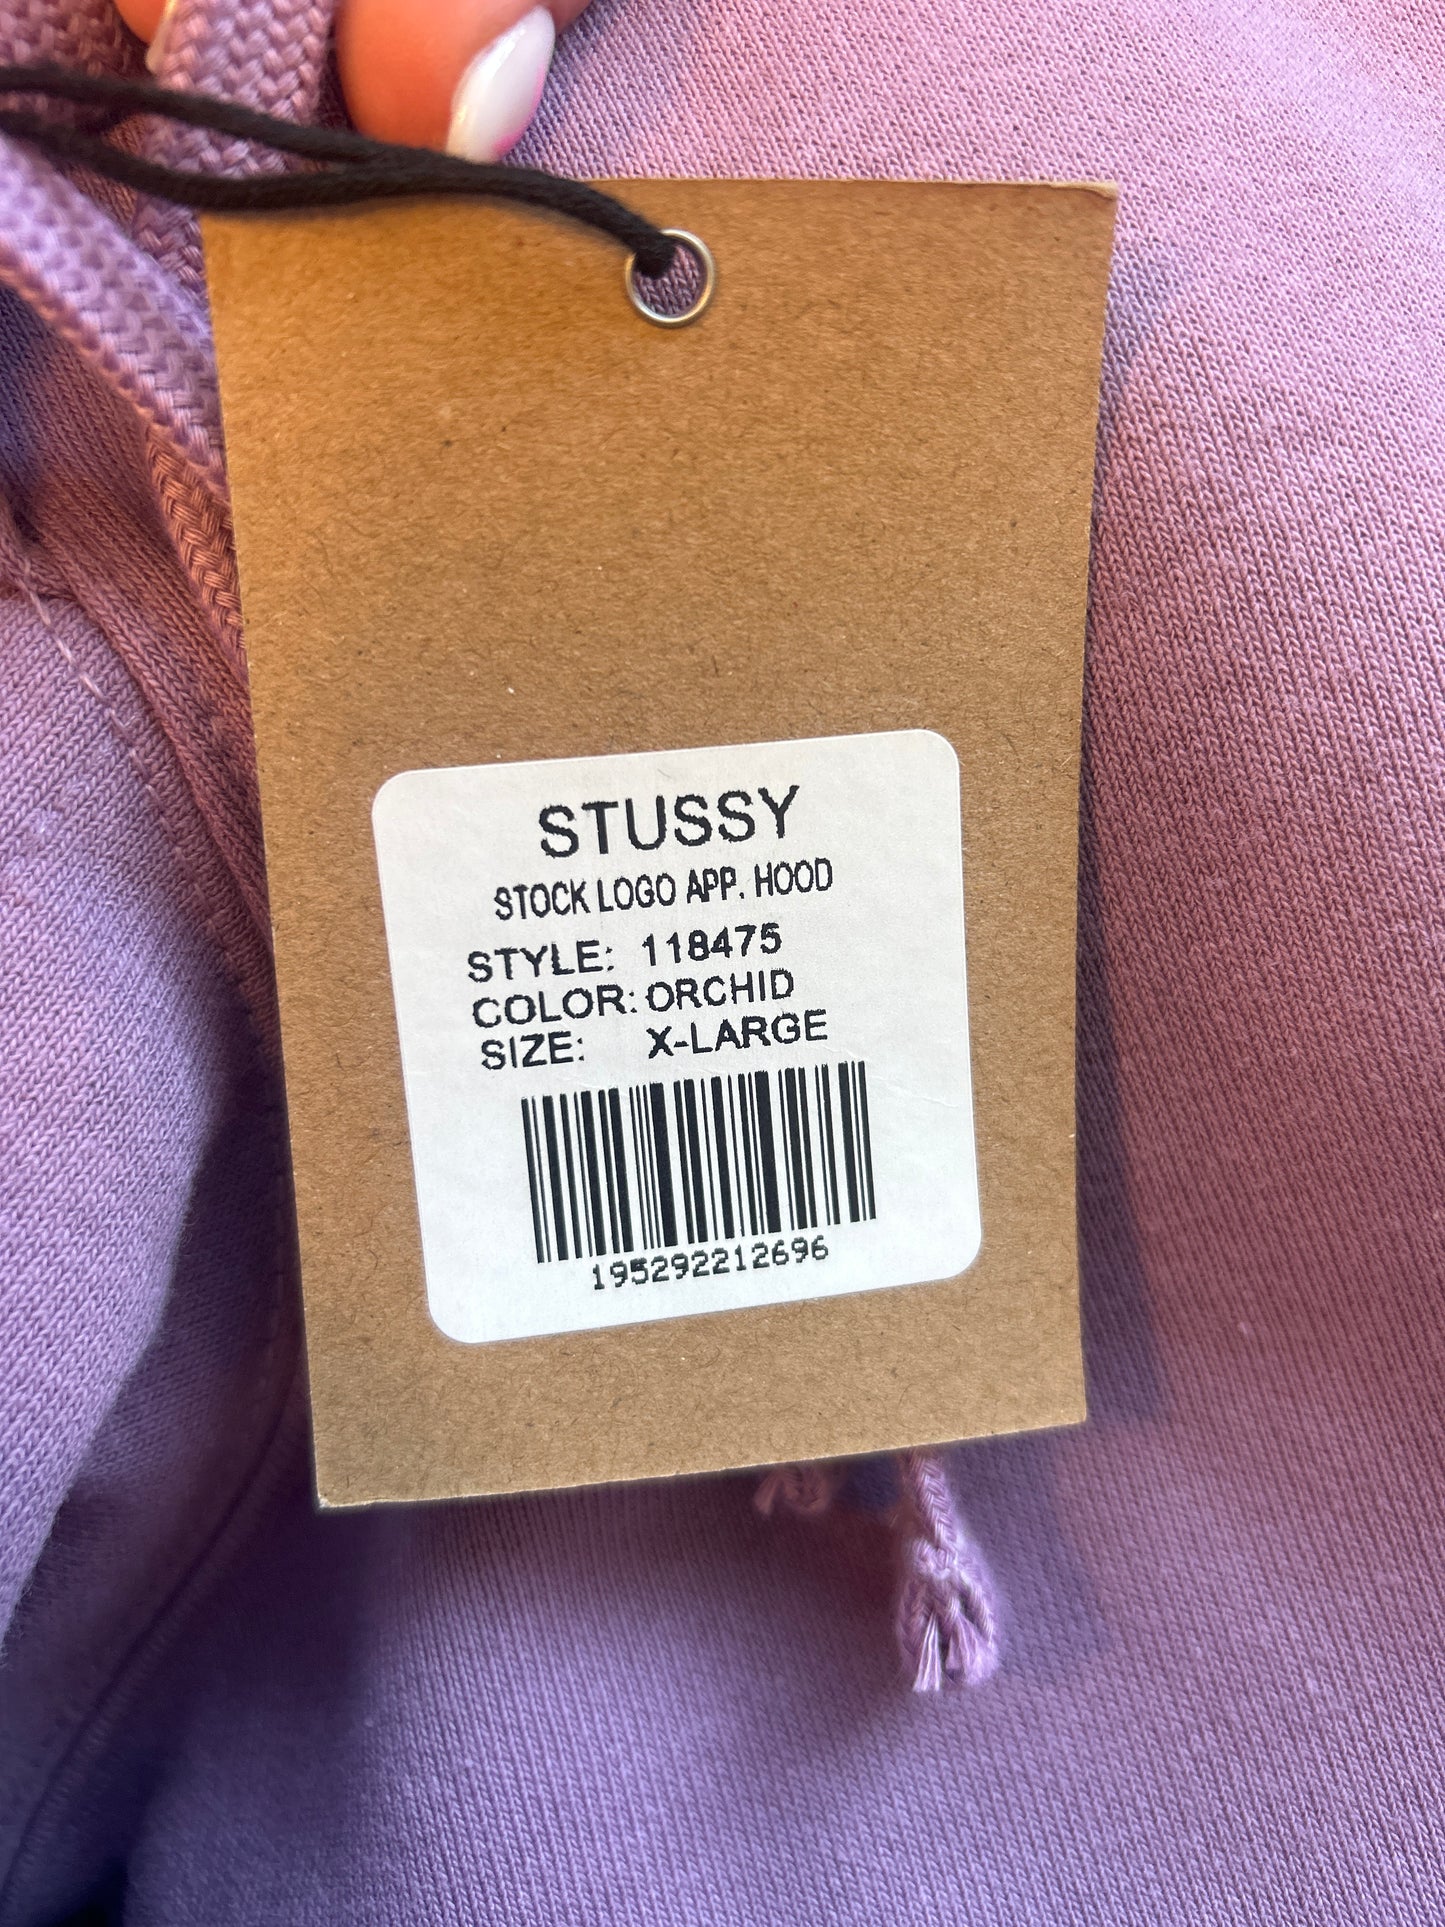 STUSSY
STOCK LOGO APP. HOOD
STYLE: 118475
COLOR: ORCHID
SIZE: X-LARGE
195292212696